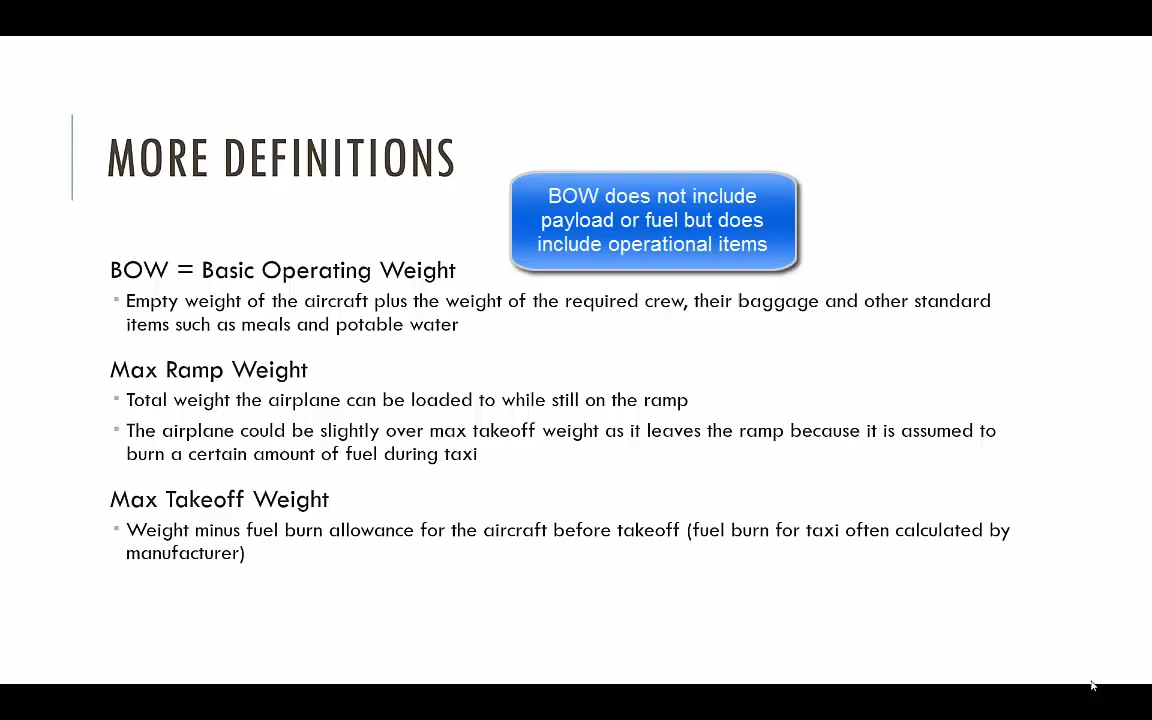 MORE DEFINITIONS
BOW does not include
payload or fuel but does
include operational items
BOW = Basic Operating Weight
Empty weight of the aircraft plus the weight of the required crew, their baggage and other standard
items such as meals and potable water
Max Ramp Weight
Total weight the airplane can be loaded to while still on the ramp
The airplane could be slightly over max takeoff weight as it leaves the ramp because it is assumed to
burn a certain amount of fuel during taxi
Max Takeoff Weight
Weight minus fuel burn allowance for the aircraft before takeoff (fuel burn for taxi often calculated by
manufacturer)